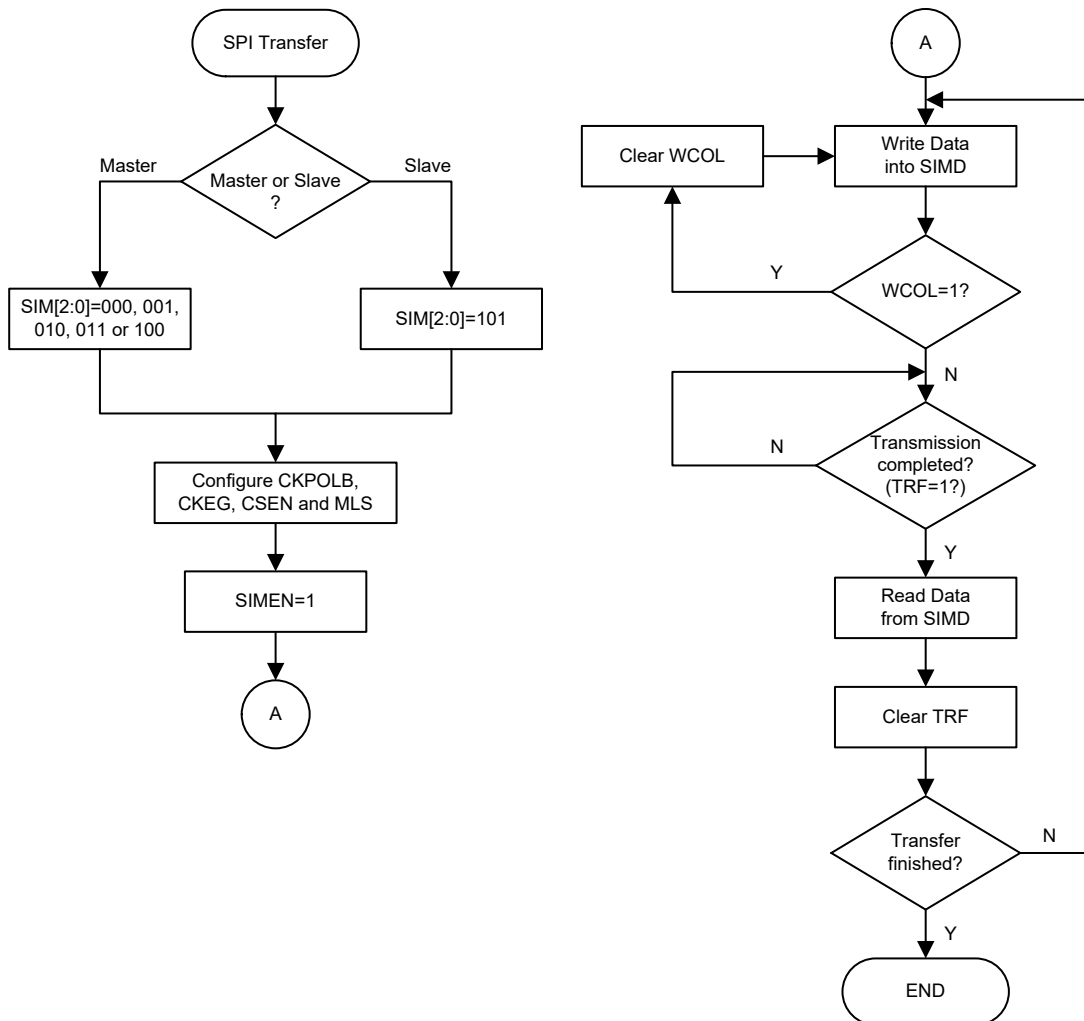 SPI Transfer
Master
Master or Slave
?
Slave
SIM[2:0]=000, 001,
010, 011 or 100
SIM[2:0]=101
Configure CKPOLB,
CKEG, CSEN and MLS
SIMEN=1
A
A
Clear WCOL
Write Data
into SIMD
Y
WCOL=1?
N
N
Transmission
completed?
(TRF=1?)
Y
Read Data
from SIMD
Clear TRF
Transfer
finished?
N
Y
END